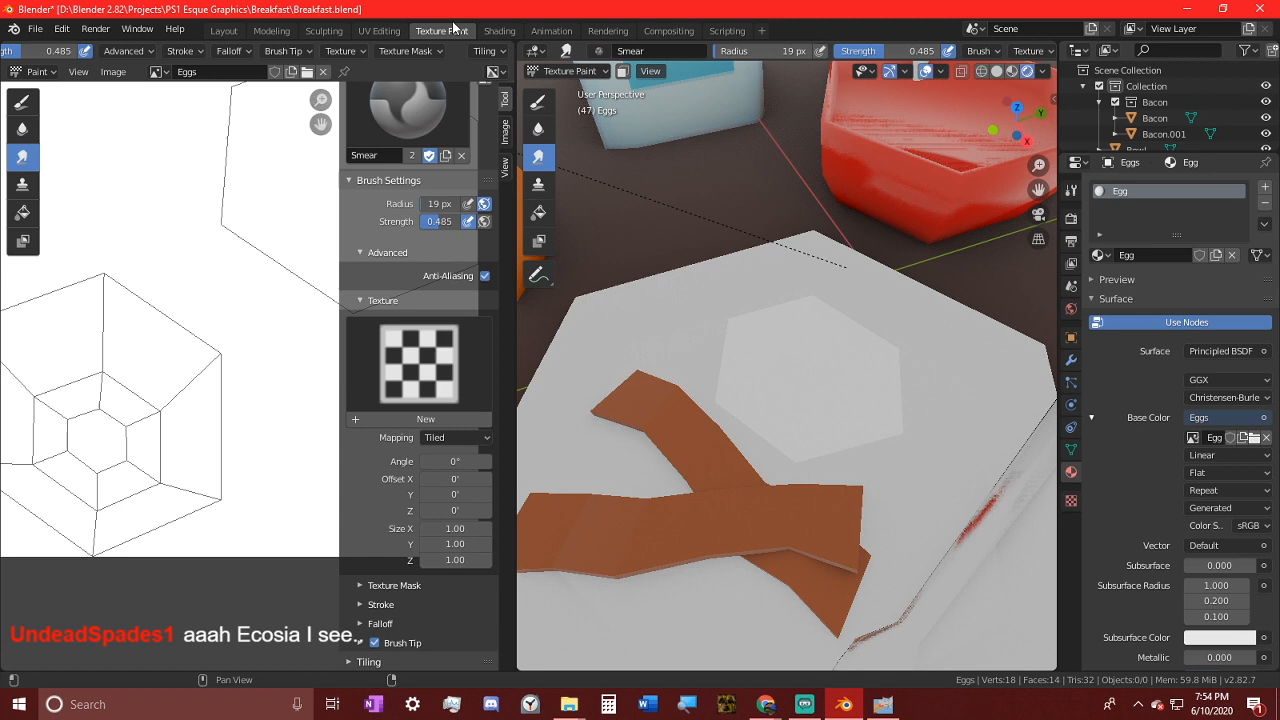 Blender* [D:\Blender 2.82\Projects\PS1 Esque Graphics\Breakfast\Breakfast.blend]
File Edit Render Window Help Layout Modeling Sculpting UV Editing Texture Paint Shading Animation Rendering Compositing Scripting + Scene View Layer
gth 0.485 Advanced Stroke Falloff Brush Tip Texture Texture Mask Tiling Smear Radius 19 px Strength 0.485 Brush Texture
Paint View Image Eggs Texture Paint View
User Perspective
(47) Eggs
Scene Collection
Collection
Bacon
Bacon
Bacon.001
Tool
Image
View
Smear 2
Brush Settings
Radius 19 px
Strength 0.485
Advanced
Anti-Aliasing
Texture
New
Mapping Tiled
Angle 0°
Offset X 0'
Y 0'
Z 0'
Size X 1.00
Y 1.00
Z 1.00
Texture Mask
Stroke
Falloff
Brush Tip
Tiling
X
Y
Z
Eggs Egg
Egg
Egg
Preview
Surface
Use Nodes
Surface Principled BSDF
GGX
Christensen-Burle
Base Color Eggs
Egg
Linear
Flat
Repeat
Generated
Color S.. sRGB
Vector Default
Subsurface 0.000
Subsurface Radius 1.000
0.200
0.100
Subsurface Color
Metallic 0.000
UndeadSpades1 aaah Ecosia I see.
Pan View
Eggs | Verts:18 | Faces:14 | Tris:32 | Objects:0/0 | Mem: 59.8 MiB | v2.82.7
Search
7:54 PM
6/10/2020